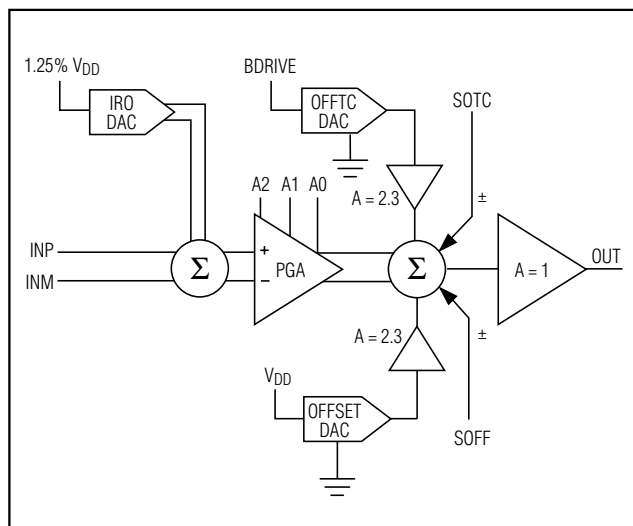 1.25% VDD
IRO
DAC
BDRIVE
OFFTC
DAC
SOTC
A = 2.3
±
A2 A1 A0
INP
INM
Σ
+
−
PGA
Σ
A = 1
OUT
A = 2.3
±
VDD
OFFSET
DAC
SOFF